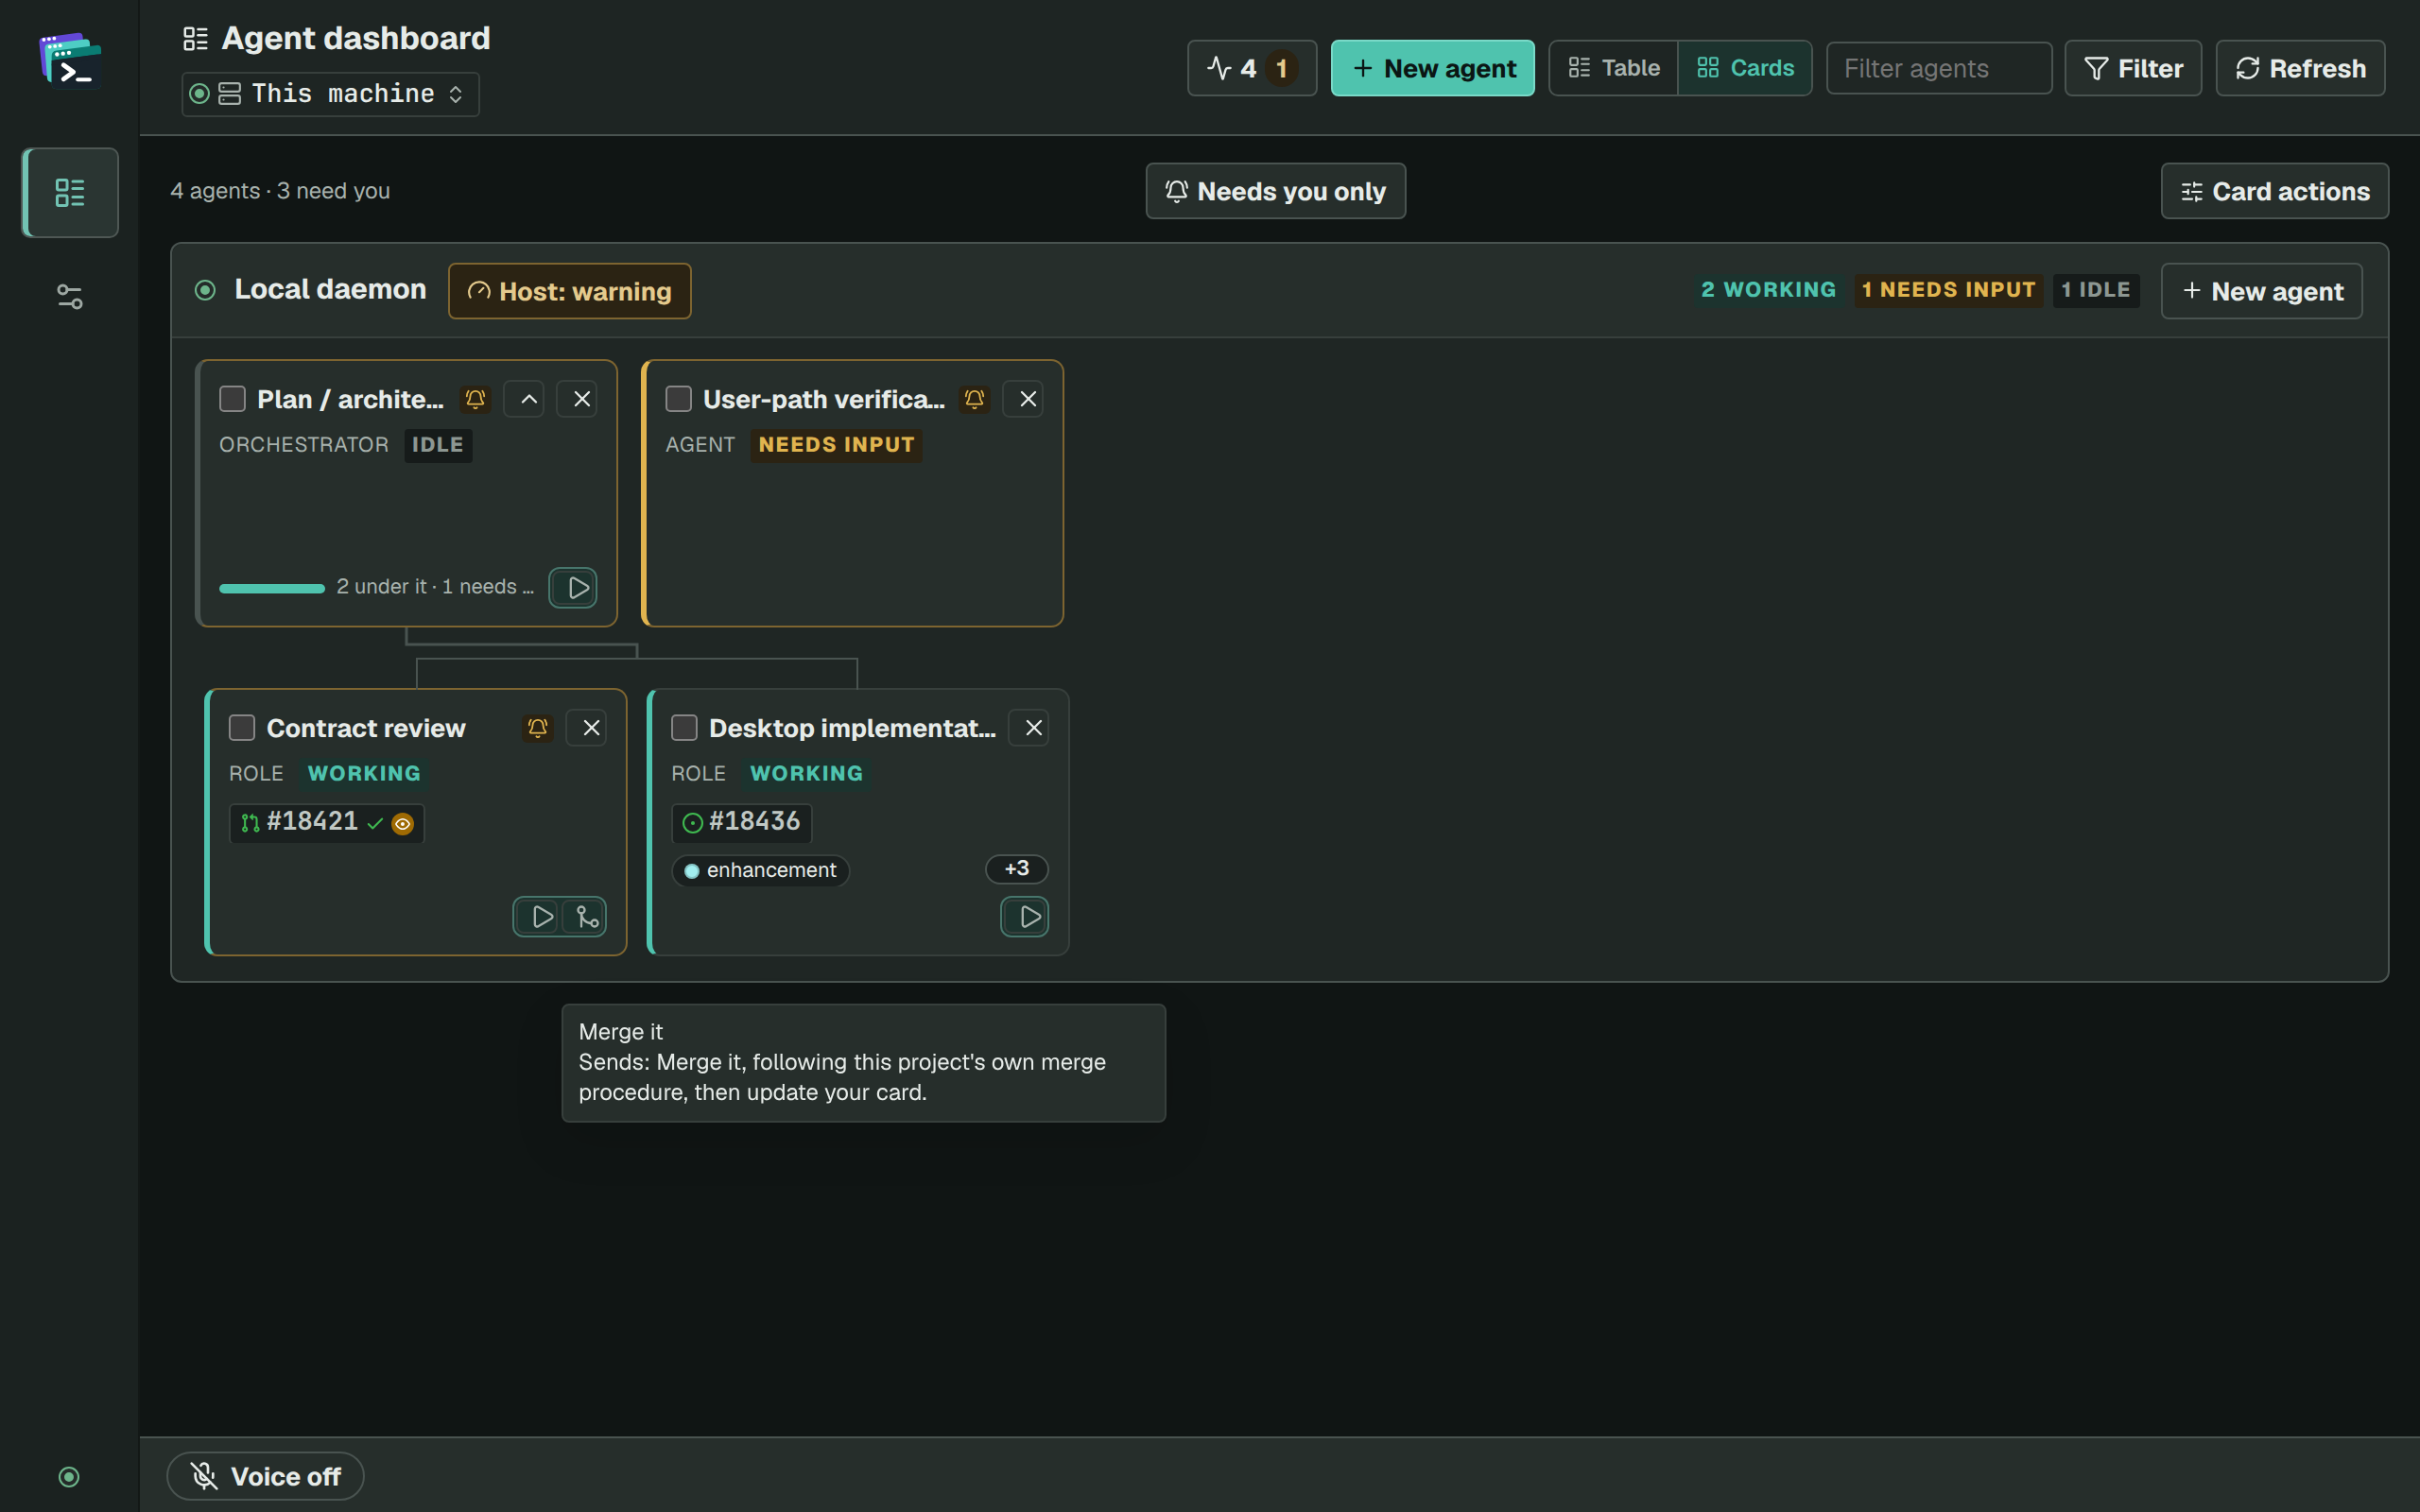 Agent dashboard
This machine
4 1
New agent
Table
Cards
Filter agents
Filter
Refresh
4 agents · 3 need you
Needs you only
Card actions
Local daemon
Host: warning
2 WORKING
1 NEEDS INPUT
1 IDLE
New agent
Plan / archite...
ORCHESTRATOR IDLE
2 under it · 1 needs ...
User-path verifica...
AGENT NEEDS INPUT
Contract review
ROLE WORKING
#18421
Desktop implementat...
ROLE WORKING
#18436
enhancement
+3
Merge it
Sends: Merge it, following this project's own merge
procedure, then update your card.
Voice off